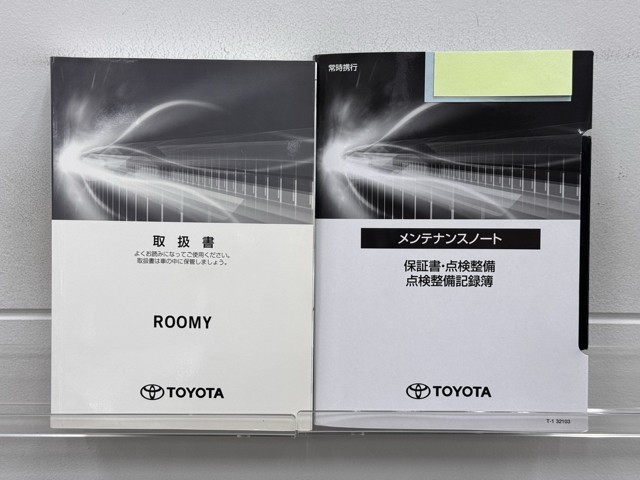 取扱書
よくお読みになってご使用ください。
取扱書は車の中に保管しましょう。
ROOMY
TOYOTA
常時携行
メンテナンスノート
保証書・点検整備
点検整備記録簿
TOYOTA
T-1 32100